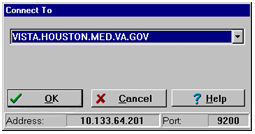 Connect To
VISTA.HOUSTON.MED.VA.GOV
OK Cancel ? Help
Address: 10.133.64.201 Port: 9200